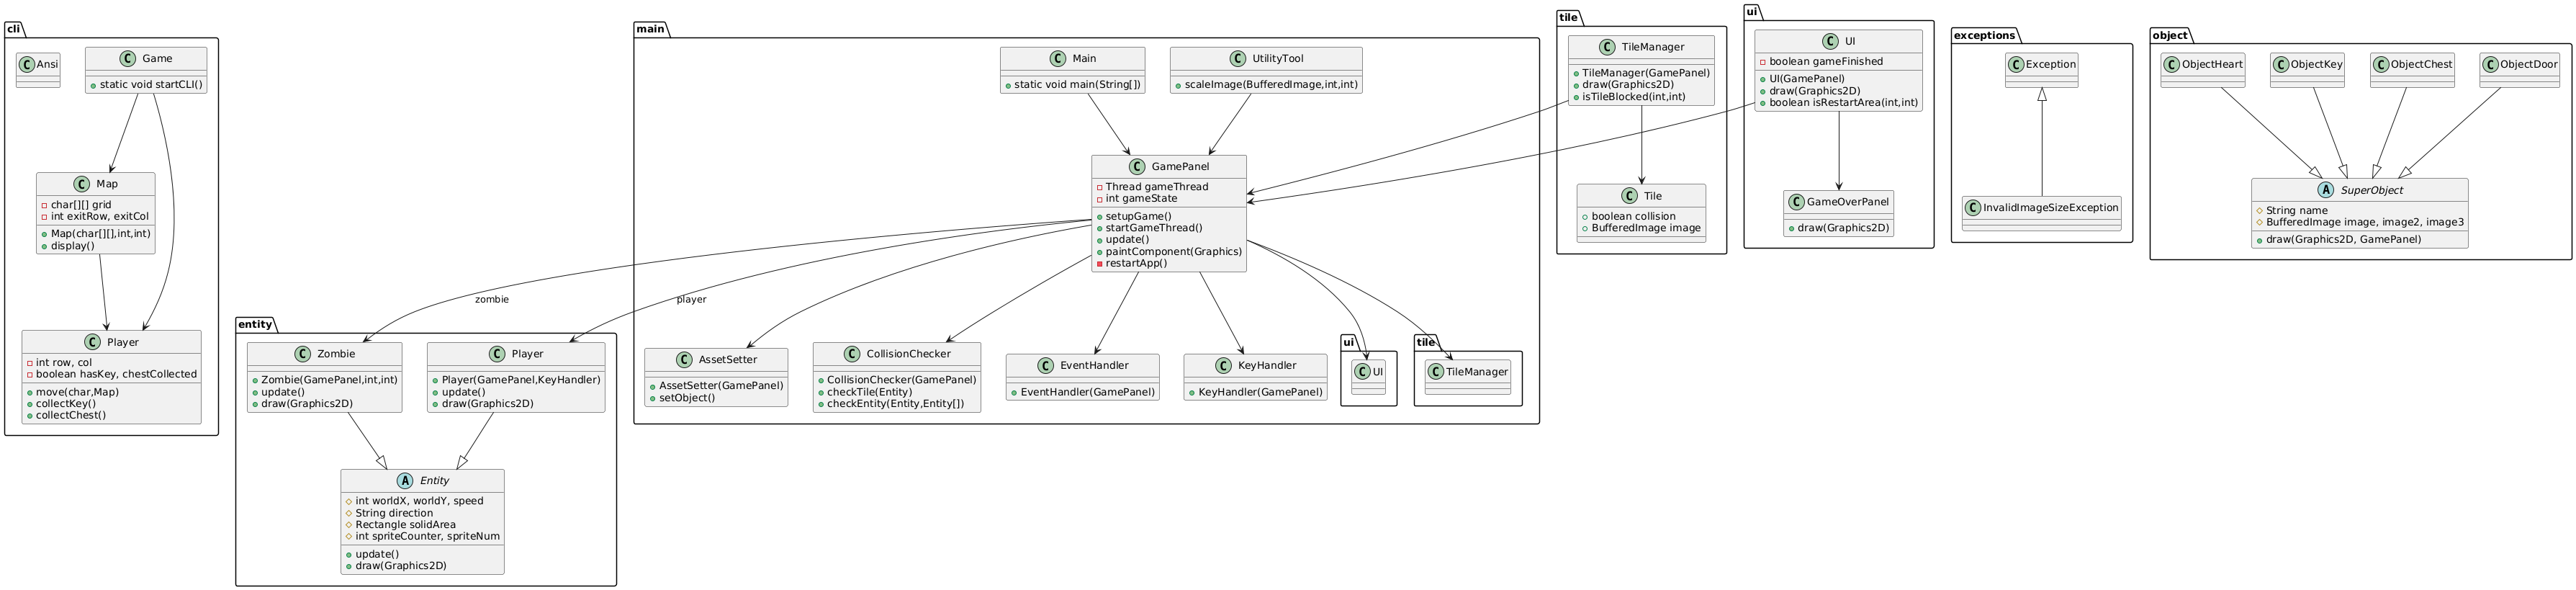 cli
C Ansi
C Game
static void startCLI()
C Map
char[][] grid
int exitRow, exitCol
Map(char[][],int,int)
display()
C Player
int row, col
boolean hasKey, chestCollected
move(char,Map)
collectKey()
collectChest()
entity
C Zombie
Zombie(GamePanel,int,int)
update()
draw(Graphics2D)
C Player
Player(GamePanel,KeyHandler)
update()
draw(Graphics2D)
A Entity
int worldX, worldY, speed
String direction
Rectangle solidArea
int spriteCounter, spriteNum
update()
draw(Graphics2D)
zombie
player
main
C Main
static void main(String[])
C UtilityTool
scaleImage(BufferedImage,int,int)
C GamePanel
Thread gameThread
int gameState
setupGame()
startGameThread()
update()
paintComponent(Graphics)
restartApp()
C AssetSetter
AssetSetter(GamePanel)
setObject()
C CollisionChecker
CollisionChecker(GamePanel)
checkTile(Entity)
checkEntity(Entity,Entity[])
C EventHandler
EventHandler(GamePanel)
C KeyHandler
KeyHandler(GamePanel)
ui
C UI
tile
C TileManager
tile
C TileManager
TileManager(GamePanel)
draw(Graphics2D)
isTileBlocked(int,int)
C Tile
boolean collision
BufferedImage image
ui
C UI
boolean gameFinished
UI(GamePanel)
draw(Graphics2D)
boolean isRestartArea(int,int)
C GameOverPanel
draw(Graphics2D)
exceptions
C Exception
C InvalidImageSizeException
object
C ObjectHeart
C ObjectKey
C ObjectChest
C ObjectDoor
A SuperObject
String name
BufferedImage image, image2, image3
draw(Graphics2D, GamePanel)